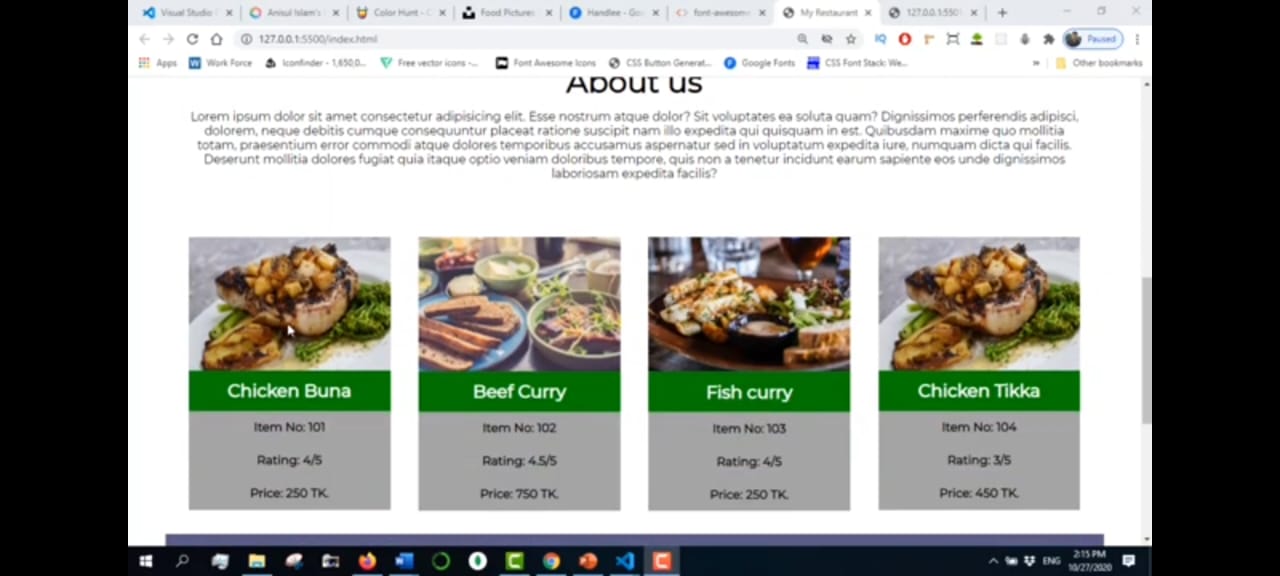 Visual Studio
Anisul Islam's
Color Hunt - C
Food Pictures
Handlee - Goo
font-awesome
My Restaurant
127.0.0.1:5501
127.0.0.1:5500/index.html
Paused
Apps
Work Force
Iconfinder - 1,650,0...
Free vector icons -...
Font Awesome Icons
CSS Button Generat...
Google Fonts
CSS Font Stack: We...
»
Other bookmarks
About us
Lorem ipsum dolor sit amet consectetur adipisicing elit. Esse nostrum atque dolor? Sit voluptates ea soluta quam? Dignissimos perferendis adipisci,
dolorem, neque debitis cumque consequuntur placeat ratione suscipit nam illo expedita qui quisquam in est. Quibusdam maxime quo mollitia
totam, praesentium error commodi atque dolores temporibus accusamus aspernatur sed in voluptatum expedita iure, numquam dicta qui facilis.
Deserunt mollitia dolores fugiat quia itaque optio veniam doloribus tempore, quis non a tenetur incidunt earum sapiente eos unde dignissimos
laboriosam expedita facilis?
Chicken Buna
Item No: 101
Rating: 4/5
Price: 250 TK.
Beef Curry
Item No: 102
Rating: 4.5/5
Price: 750 TK.
Fish curry
Item No: 103
Rating: 4/5
Price: 250 TK.
Chicken Tikka
Item No: 104
Rating: 3/5
Price: 450 TK.
ENG
2:15 PM
10/27/2020